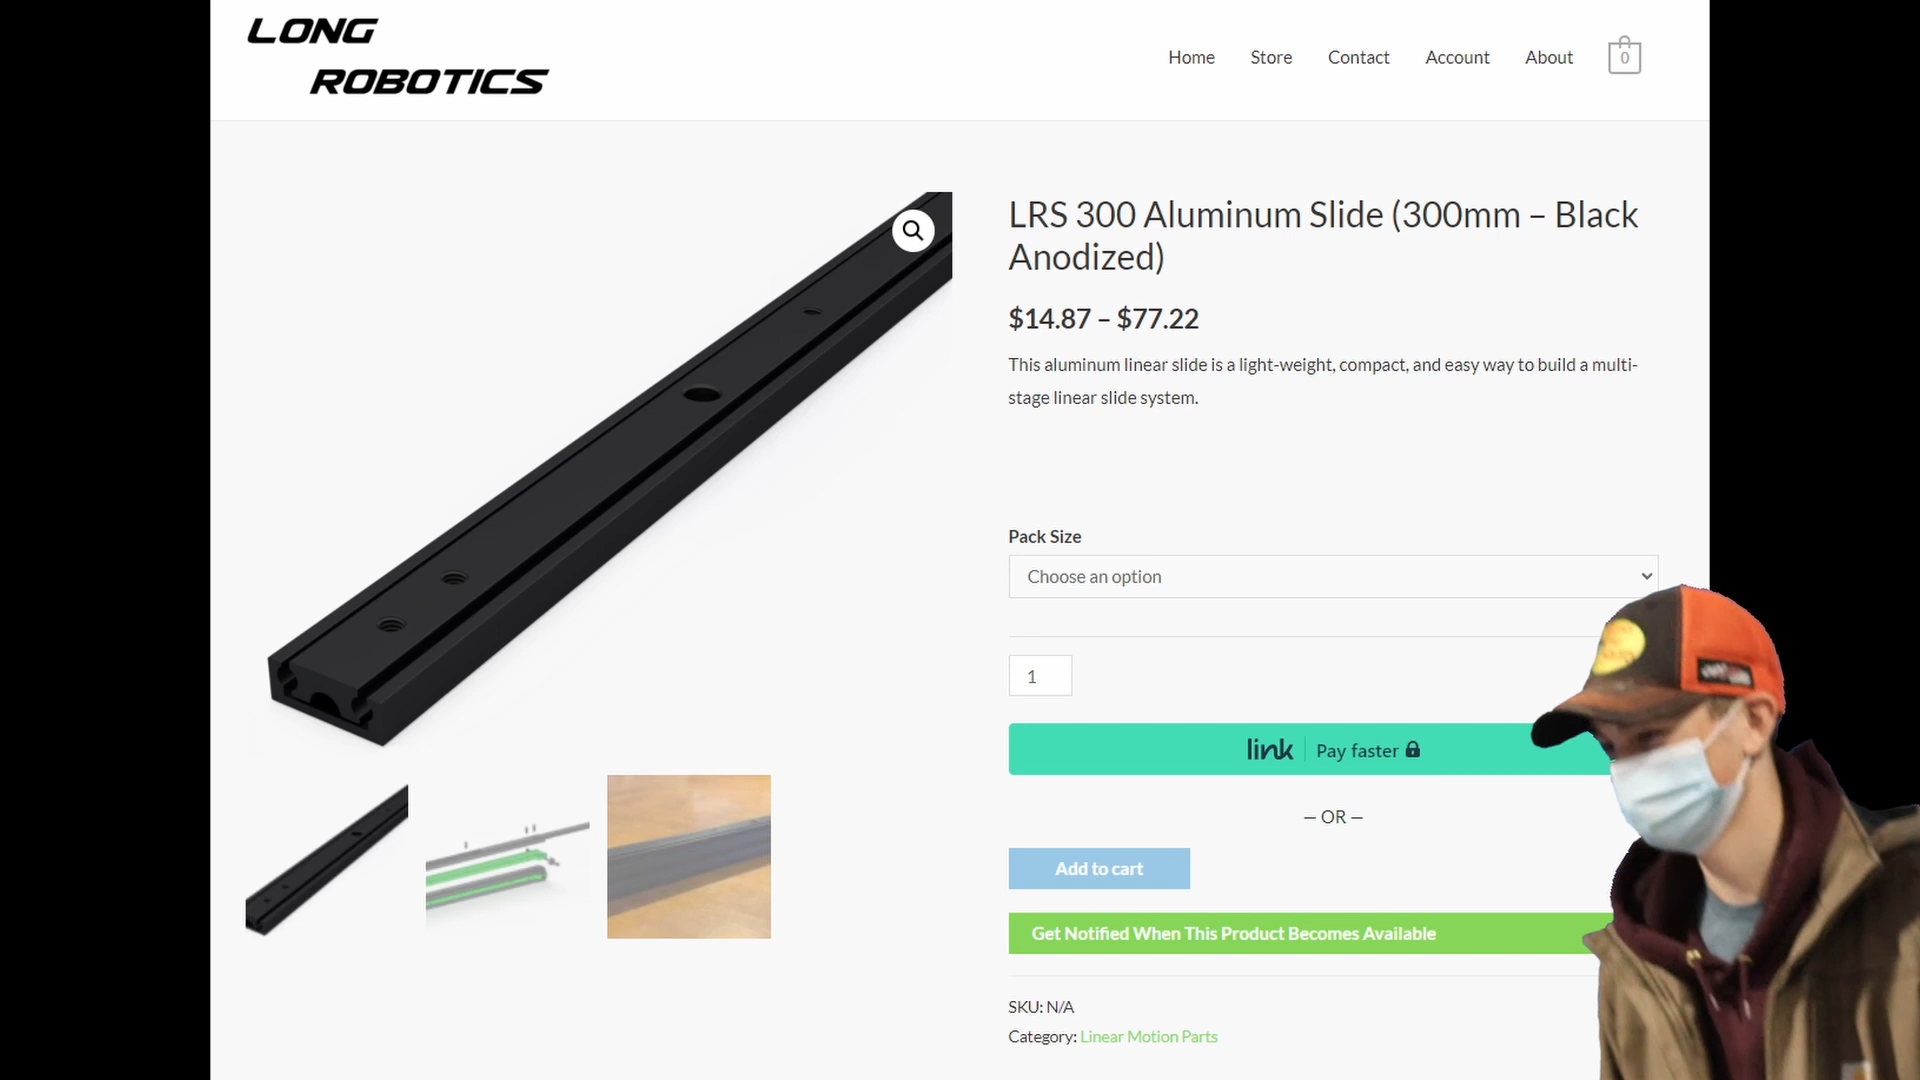 LONG
ROBOTICS
Home Store Contact Account About 0
LRS 300 Aluminum Slide (300mm – Black
Anodized)
$14.87 – $77.22
This aluminum linear slide is a light-weight, compact, and easy way to build a multi-
stage linear slide system.
Pack Size
Choose an option
1
link Pay faster
— OR —
Add to cart
Get Notified When This Product Becomes Available
SKU: N/A
Category: Linear Motion Parts